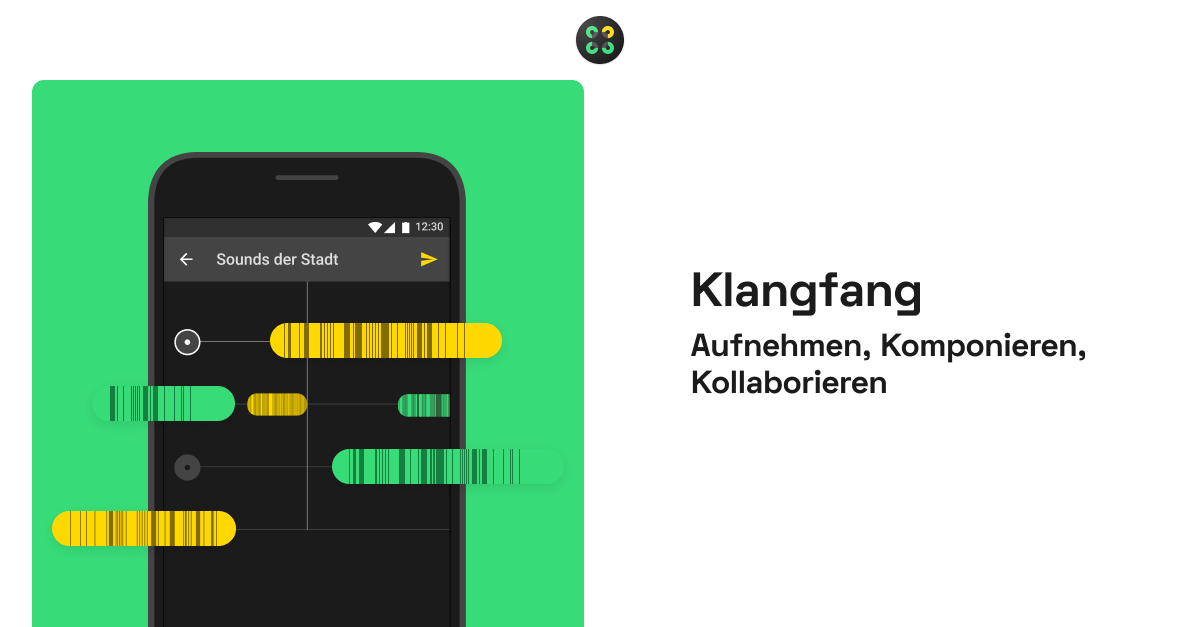 12:30
Sounds der Stadt
Klangfang
Aufnehmen, Komponieren,
Kollaborieren